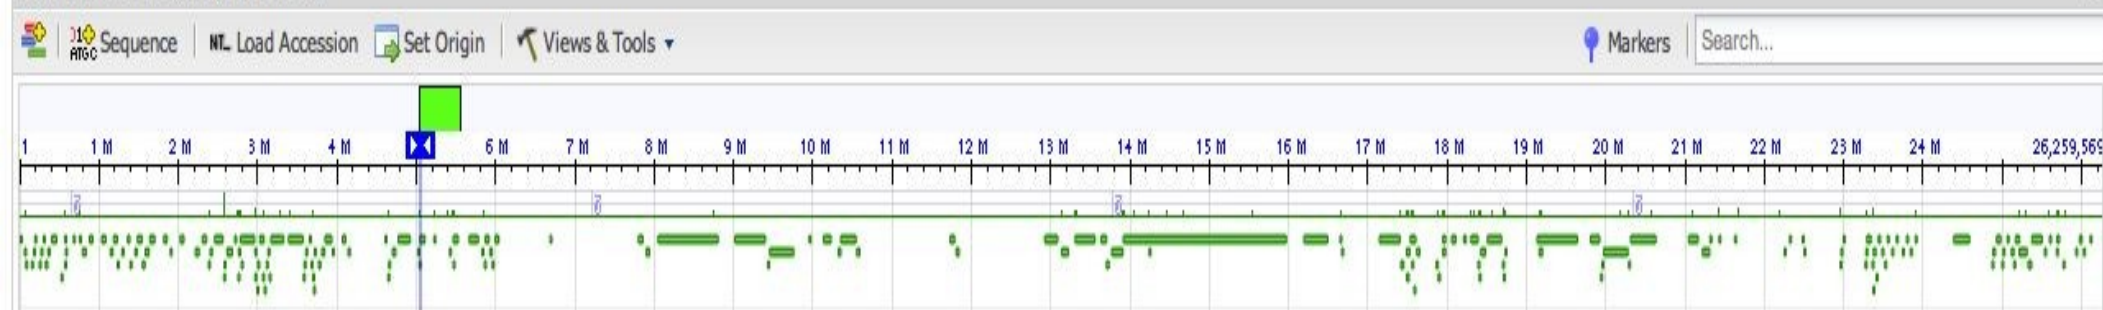 Sequence NT Load Accession Set Origin Views & Tools Markers Search...
1 1 M 2 M 3 M 4 M 6 M 7 M 8 M 9 M 10 M 11 M 12 M 13 M 14 M 15 M 16 M 17 M 18 M 19 M 20 M 21 M 22 M 23 M 24 M 26,259,569